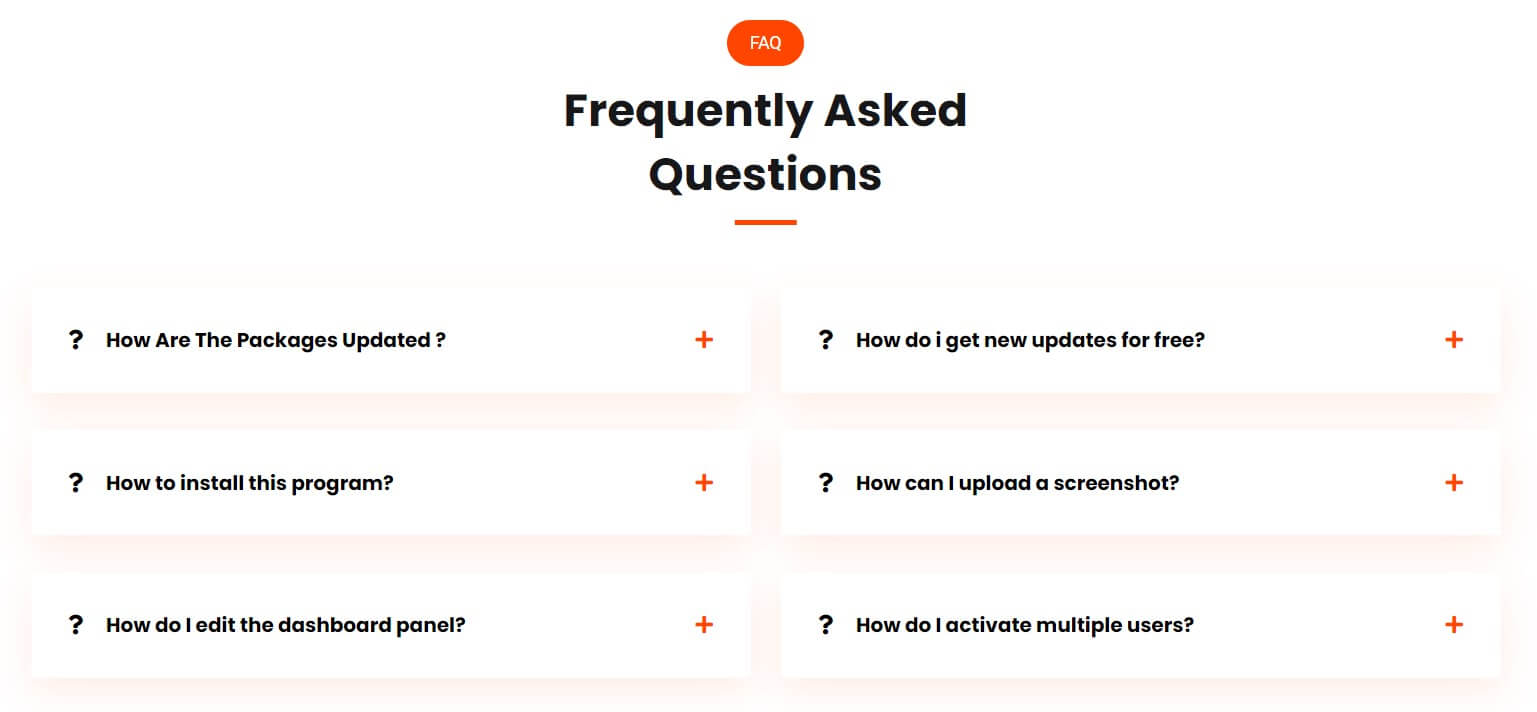 FAQ
Frequently Asked
Questions
? How Are The Packages Updated ? +
? How do i get new updates for free? +
? How to install this program? +
? How can I upload a screenshot? +
? How do I edit the dashboard panel? +
? How do I activate multiple users? +